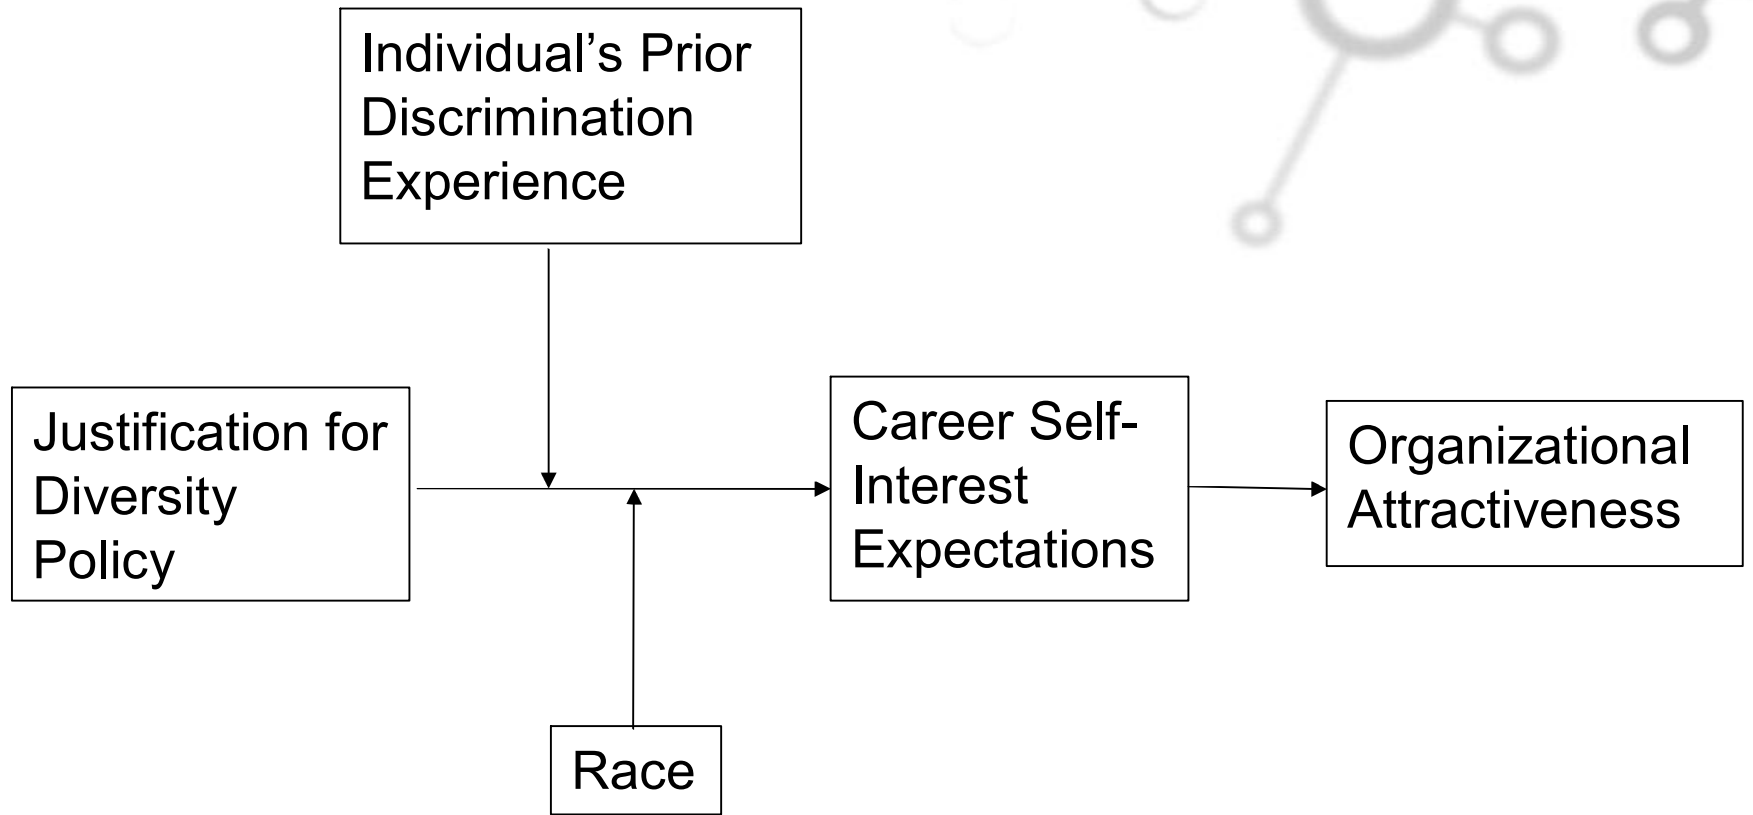 Individual’s Prior
Discrimination
Experience
Justification for
Diversity
Policy
Career Self-
Interest
Expectations
Organizational
Attractiveness
Race